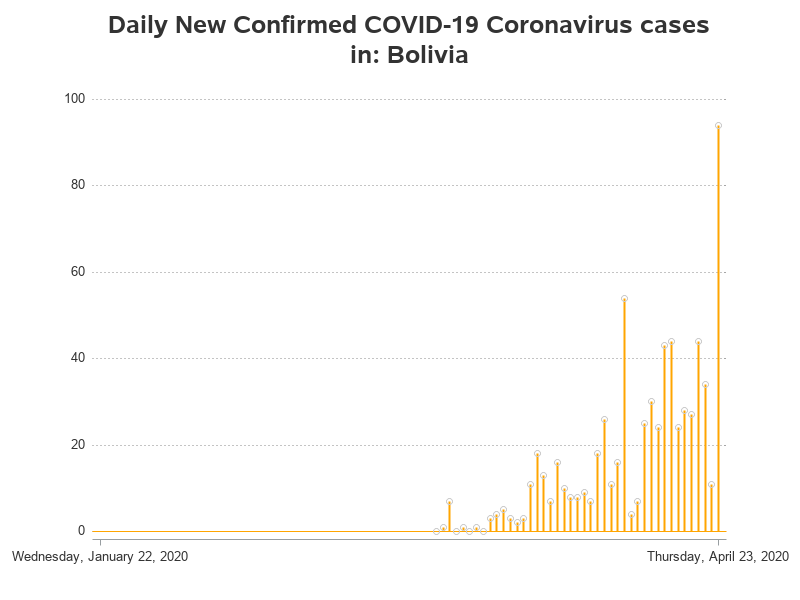 Daily New Confirmed COVID-19 Coronavirus cases
in: Bolivia
100
80
60
40
20
0
Wednesday, January 22, 2020
Thursday, April 23, 2020